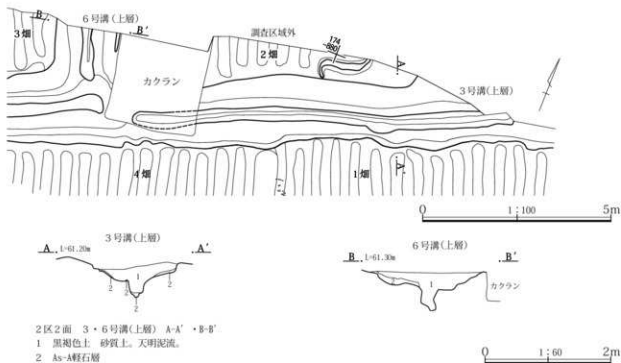 6号溝(上層)
調査区域外
B
B′
3畑
2畑
174
-880
A
カクラン
3号溝(上層)
4畑
1畑
A′
0
1:100
5m
3号溝(上層)
6号溝(上層)
A
L=61.20m
A′
B
L=61.30m
B′
1
2
2
2
2
1
2
カクラン
2区2面 3・6号溝(上層) A-A′・B-B′
1 黒褐色土 砂質土。天明泥流。
2 As-A軽石層
0
1:60
2m